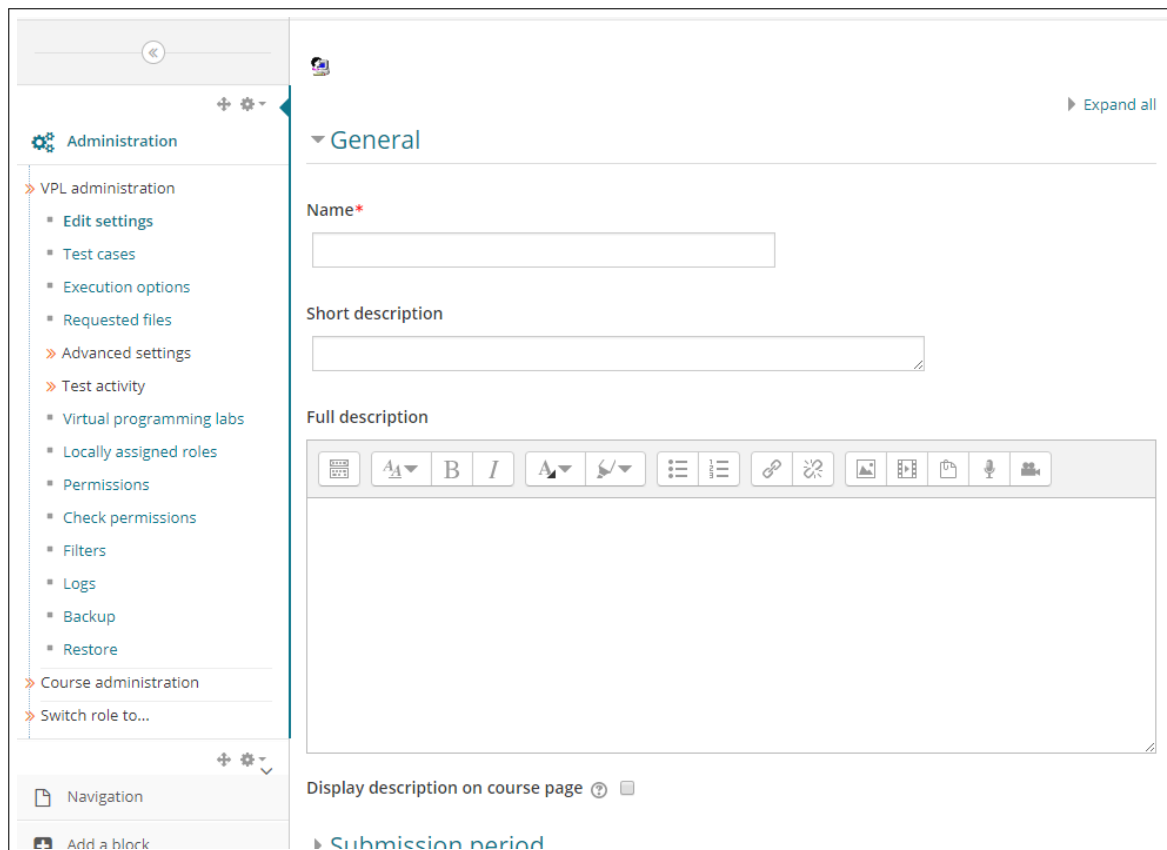 Expand all
Administration
General
VPL administration
Edit settings
Name*
Test cases
Execution options
Requested files
Short description
Advanced settings
Test activity
Full description
Virtual programming labs
Locally assigned roles
Permissions
Check permissions
Filters
Logs
Backup
Restore
Course administration
Switch role to...
Display description on course page
Navigation
Add a block
Submission period